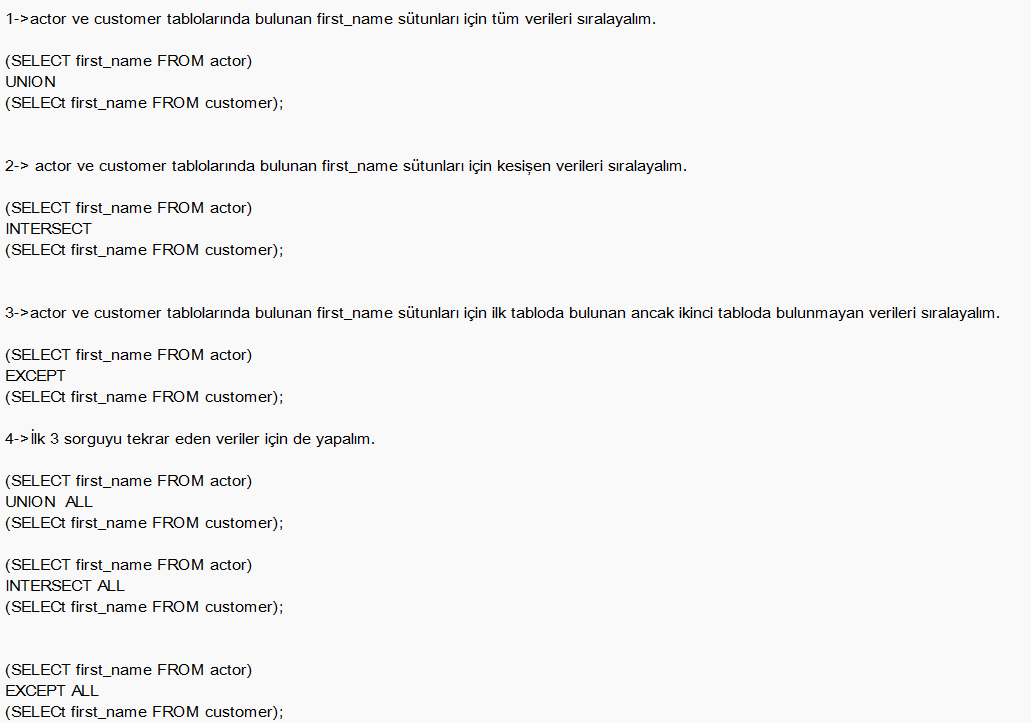 1->actor ve customer tablolarında bulunan first_name sütunları için tüm verileri sıralayalım.
(SELECT first_name FROM actor)
UNION
(SELECt first_name FROM customer);
2-> actor ve customer tablolarında bulunan first_name sütunları için kesişen verileri sıralayalım.
(SELECT first_name FROM actor)
INTERSECT
(SELECt first_name FROM customer);
3->actor ve customer tablolarında bulunan first_name sütunları için ilk tabloda bulunan ancak ikinci tabloda bulunmayan verileri sıralayalım.
(SELECT first_name FROM actor)
EXCEPT
(SELECt first_name FROM customer);
4->İlk 3 sorguyu tekrar eden veriler için de yapalım.
(SELECT first_name FROM actor)
UNION  ALL
(SELECt first_name FROM customer);
(SELECT first_name FROM actor)
INTERSECT ALL
(SELECt first_name FROM customer);
(SELECT first_name FROM actor)
EXCEPT ALL
(SELECt first_name FROM customer);